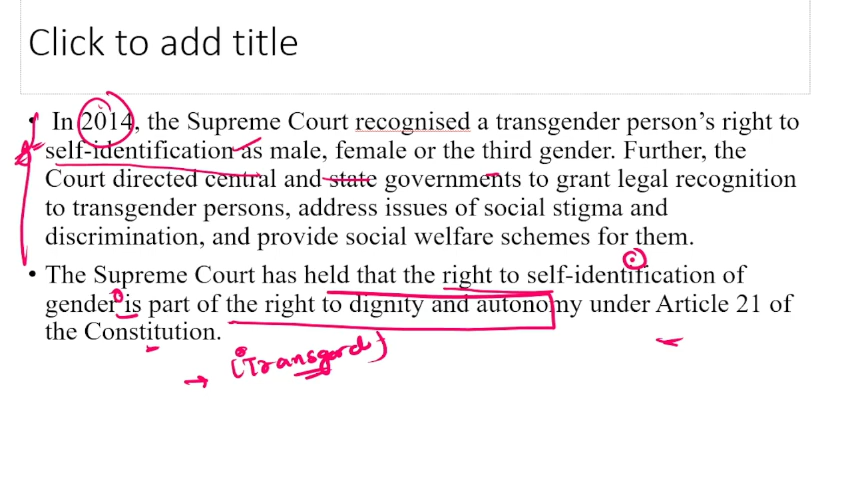 Click to add title
• In 2014, the Supreme Court recognised a transgender person's right to
self-identification as male, female or the third gender. Further, the
Court directed central and state governments to grant legal recognition
to transgender persons, address issues of social stigma and
discrimination, and provide social welfare schemes for them.
• The Supreme Court has held that the right to self-identification of
gender is part of the right to dignity and autonomy under Article 21 of
the Constitution.